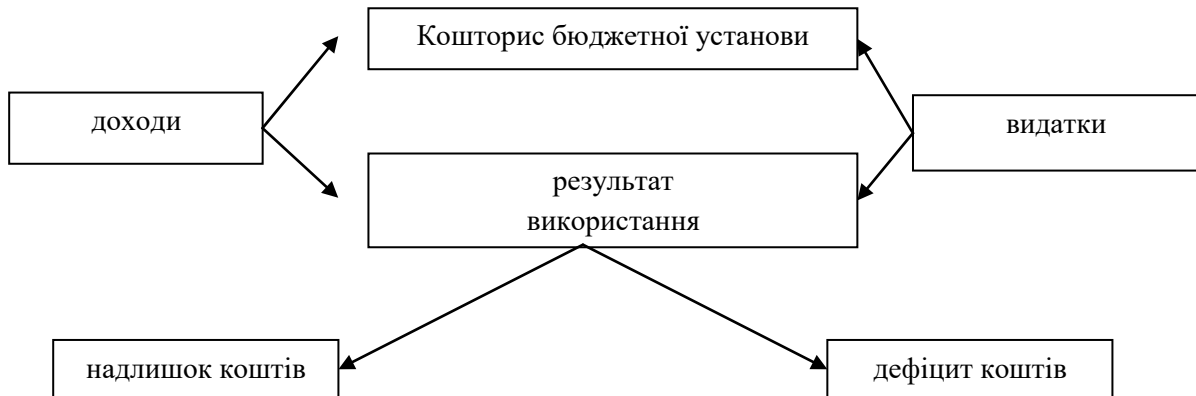 Кошторис бюджетної установи
доходи
видатки
результат
використання
надлишок коштів
дефіцит коштів